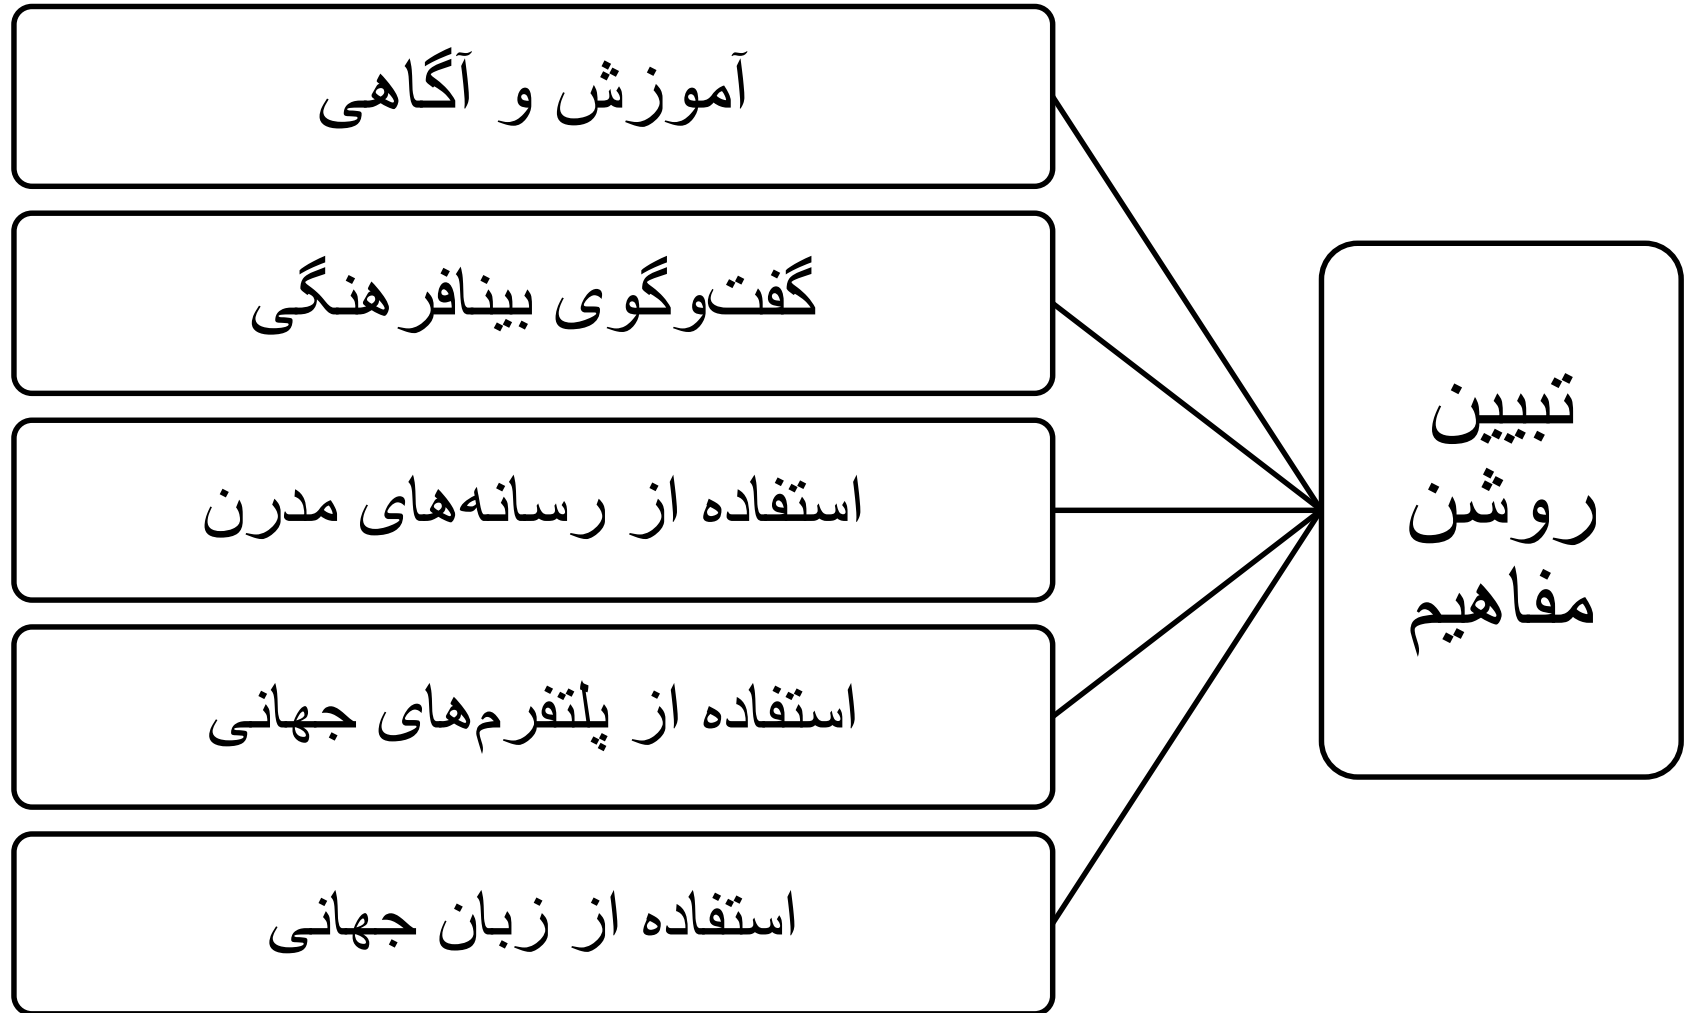 تبیین
روشن
مفاهیم
آموزش و آگاهی
گفت‌وگوی بینافرهنگی
استفاده از رسانه‌های مدرن
استفاده از پلتفرم‌های جهانی
استفاده از زبان جهانی